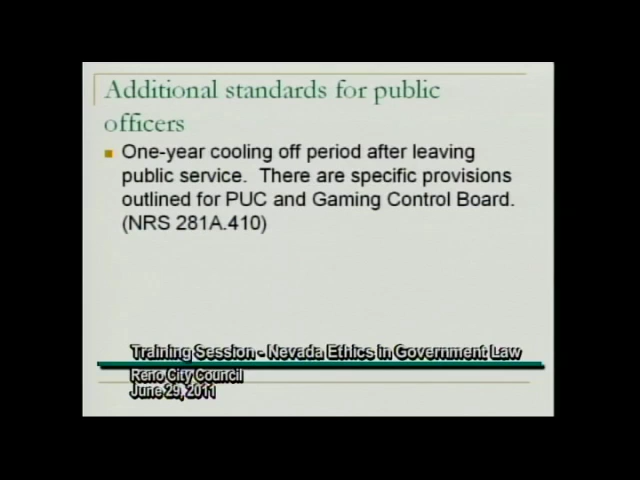 Additional standards for public
officers
One-year cooling off period after leaving
public service.  There are specific provisions
outlined for PUC and Gaming Control Board.
(NRS 281A.410)
Training Session - Nevada Ethics in Government Law
Reno City Council
June 29, 2011